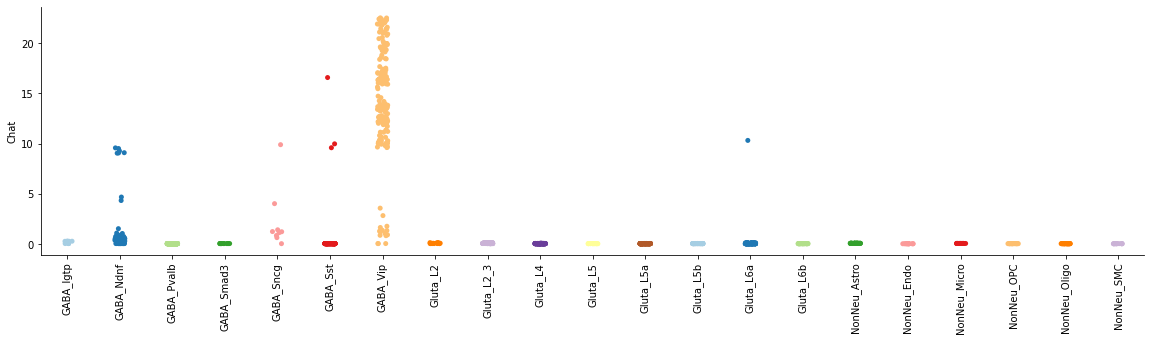 Chat
20
15
10
5
0
GABA_Igtp
GABA_Ndnf
GABA_Pvalb
GABA_Smad3
GABA_Sncg
GABA_Sst
GABA_Vip
Gluta_L2
Gluta_L2_3
Gluta_L4
Gluta_L5
Gluta_L5a
Gluta_L5b
Gluta_L6a
Gluta_L6b
NonNeu_Astro
NonNeu_Endo
NonNeu_Micro
NonNeu_OPC
NonNeu_Oligo
NonNeu_SMC